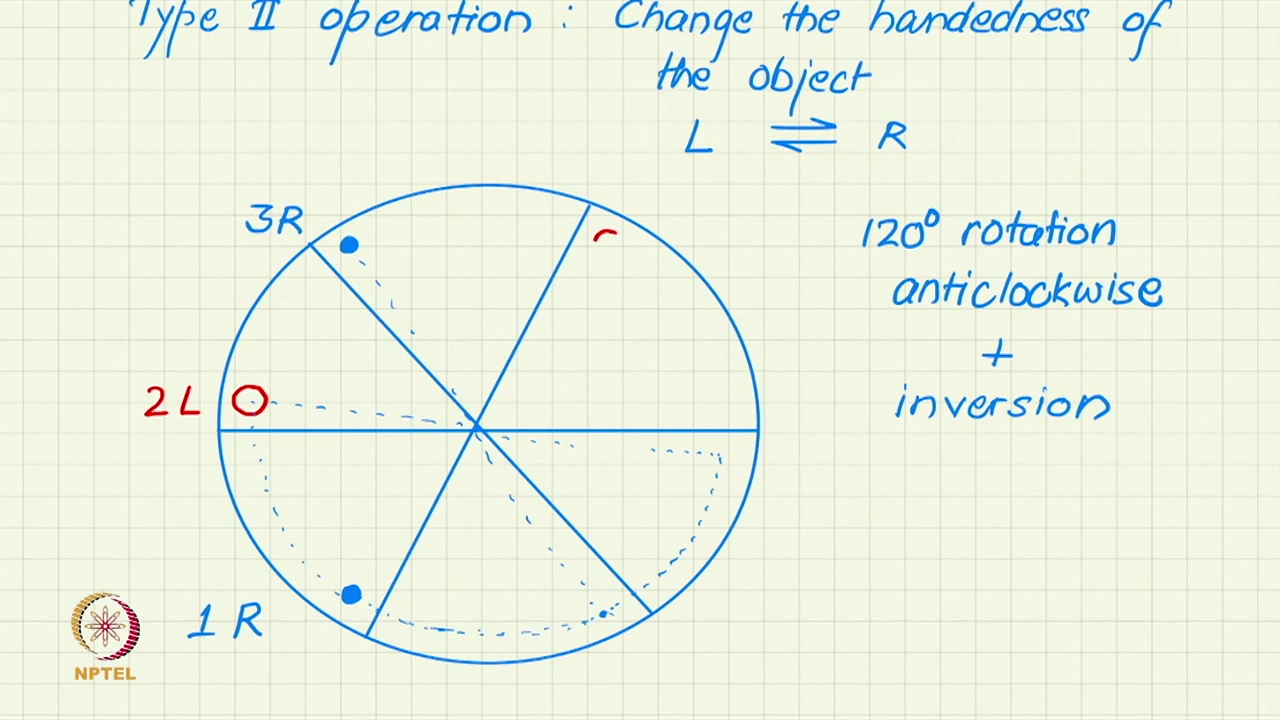 Type II operation : Change the handedness of
the object
L ⇌ R
3R
120° rotation
anticlockwise
+
inversion
2L
1R
NPTEL